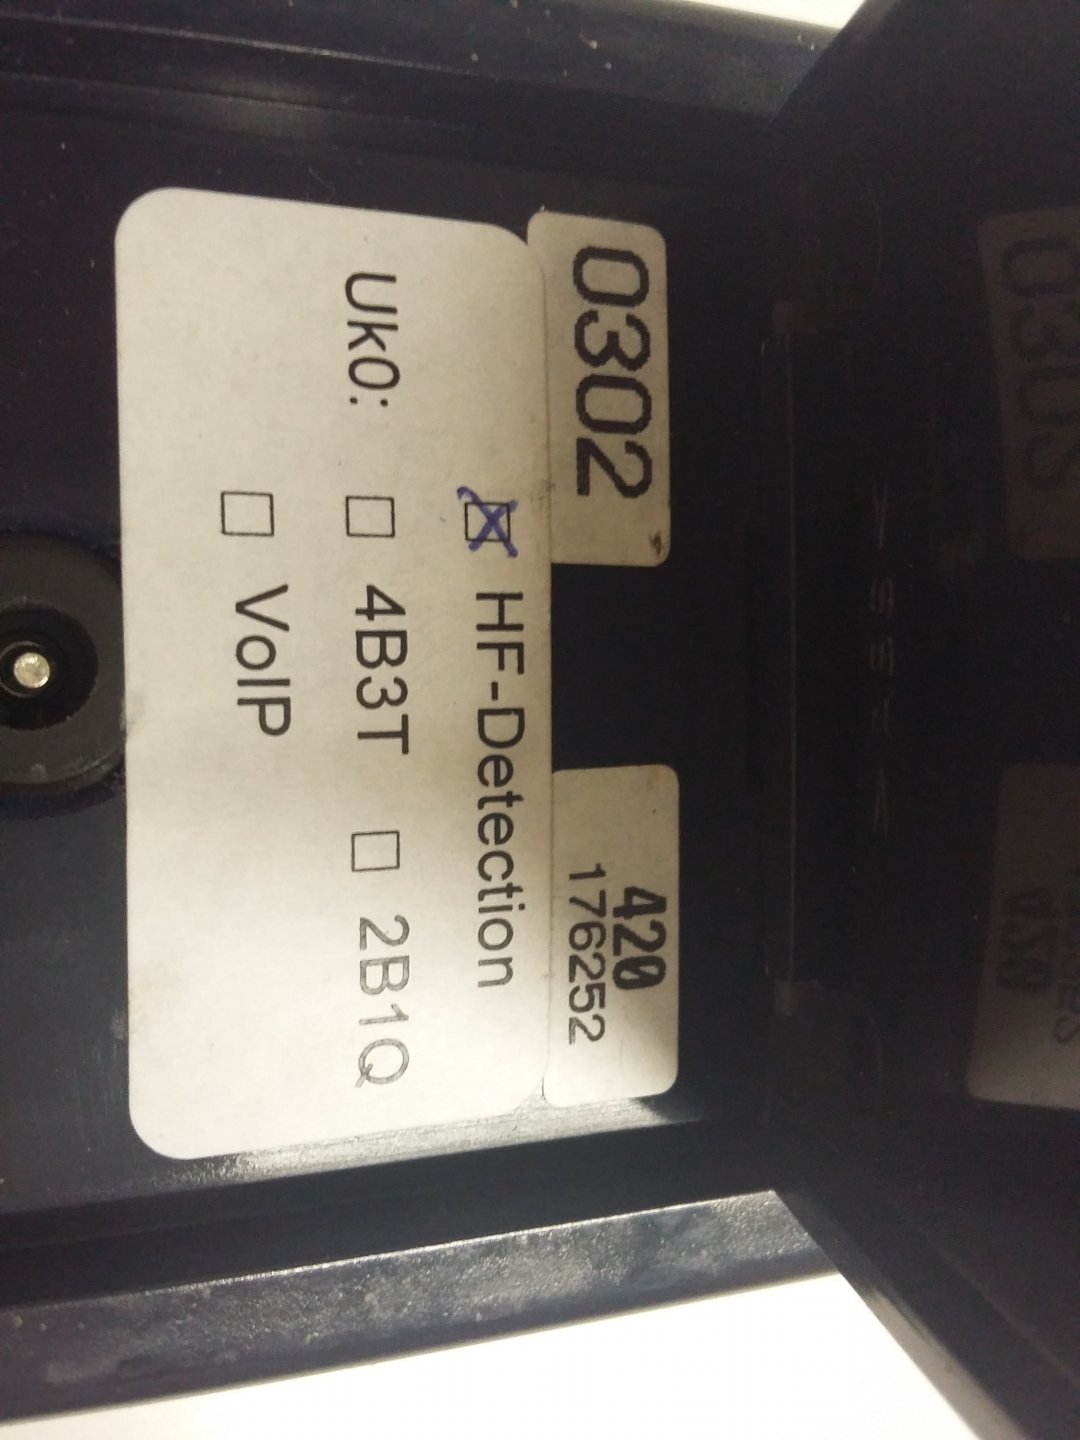 0302
420
176252
☒ HF-Detection
Uk0: ☐ 4B3T ☐ 2B1Q
☐ VoIP